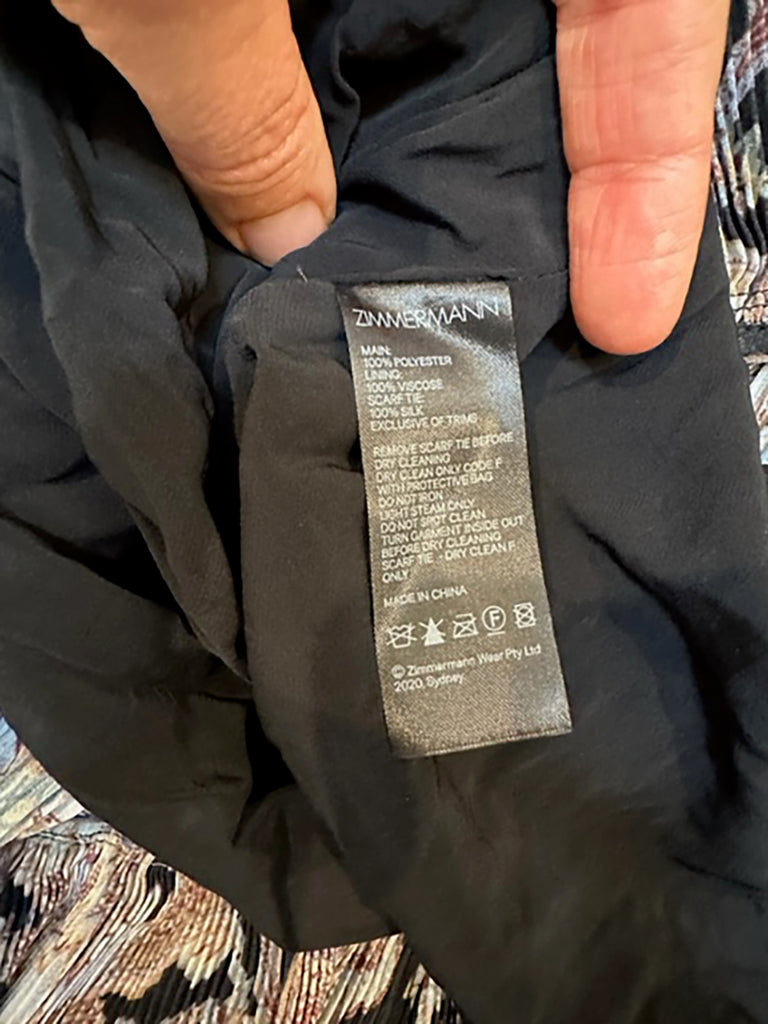 ZIMMERMANN
MAIN:
100% POLYESTER
LINING:
100% VISCOSE
SCARF TIE:
100% SILK
EXCLUSIVE OF TRIMS
REMOVE SCARF TIE BEFORE
DRY CLEANING
DRY CLEAN ONLY CODE F
WITH PROTECTIVE BAG
DO NOT IRON
LIGHT STEAM ONLY
DO NOT SPOT CLEAN
TURN GARMENT INSIDE OUT
BEFORE DRY CLEANING
SCARF TIE - DRY CLEAN F
ONLY
MADE IN CHINA
F
© Zimmermann Wear Pty Ltd
2020, Sydney